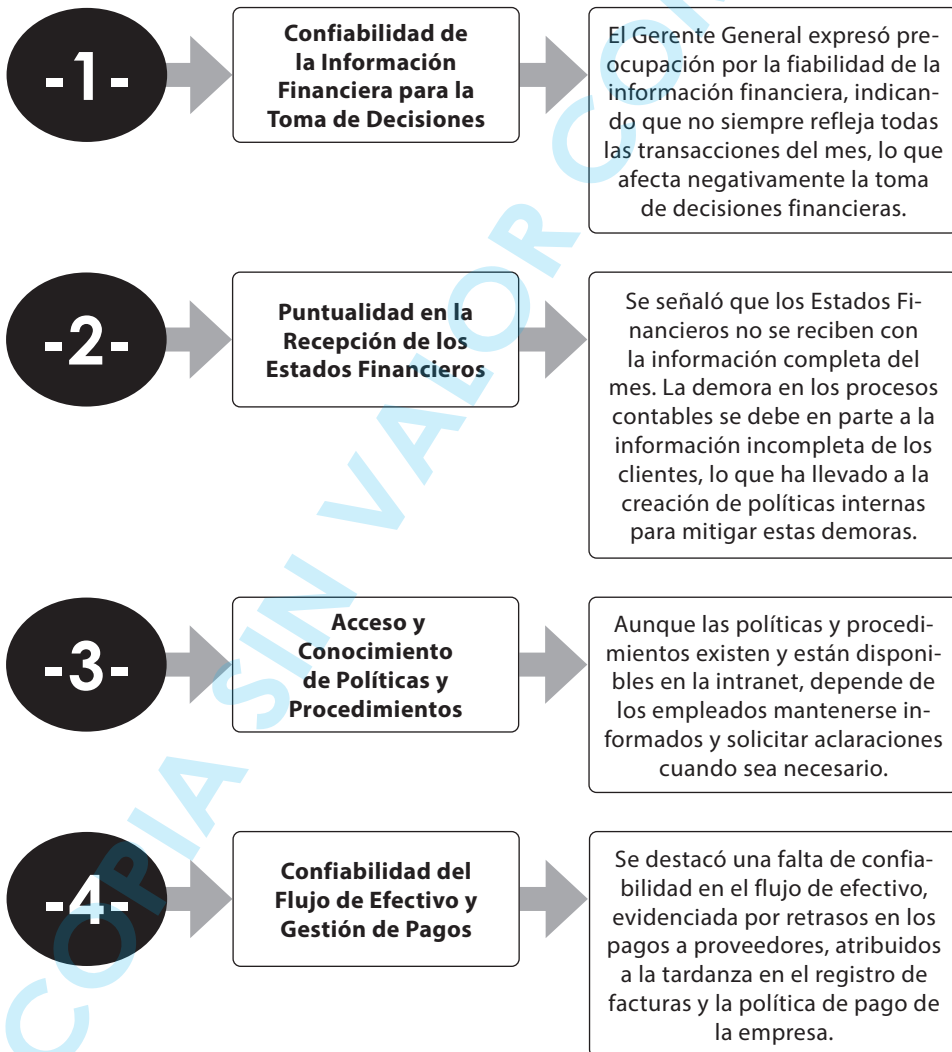 -1-
Confiabilidad de
la Información
Financiera para la
Toma de Decisiones
El Gerente General expresó pre-
ocupación por la fiabilidad de la
información financiera, indican-
do que no siempre refleja todas
las transacciones del mes, lo que
afecta negativamente la toma
de decisiones financieras.
-2-
Puntualidad en la
Recepción de los
Estados Financieros
Se señaló que los Estados Fi-
nancieros no se reciben con
la información completa del
mes. La demora en los procesos
contables se debe en parte a la
información incompleta de los
clientes, lo que ha llevado a la
creación de políticas internas
para mitigar estas demoras.
-3-
Acceso y
Conocimiento
de Políticas y
Procedimientos
Aunque las políticas y procedi-
mientos existen y están disponi-
bles en la intranet, depende de
los empleados mantenerse in-
formados y solicitar aclaraciones
cuando sea necesario.
-4-
Confiabilidad del
Flujo de Efectivo y
Gestión de Pagos
Se destacó una falta de confia-
bilidad en el flujo de efectivo,
evidenciada por retrasos en los
pagos a proveedores, atribuidos
a la tardanza en el registro de
facturas y la política de pago de
la empresa.
COPIA SIN VALOR